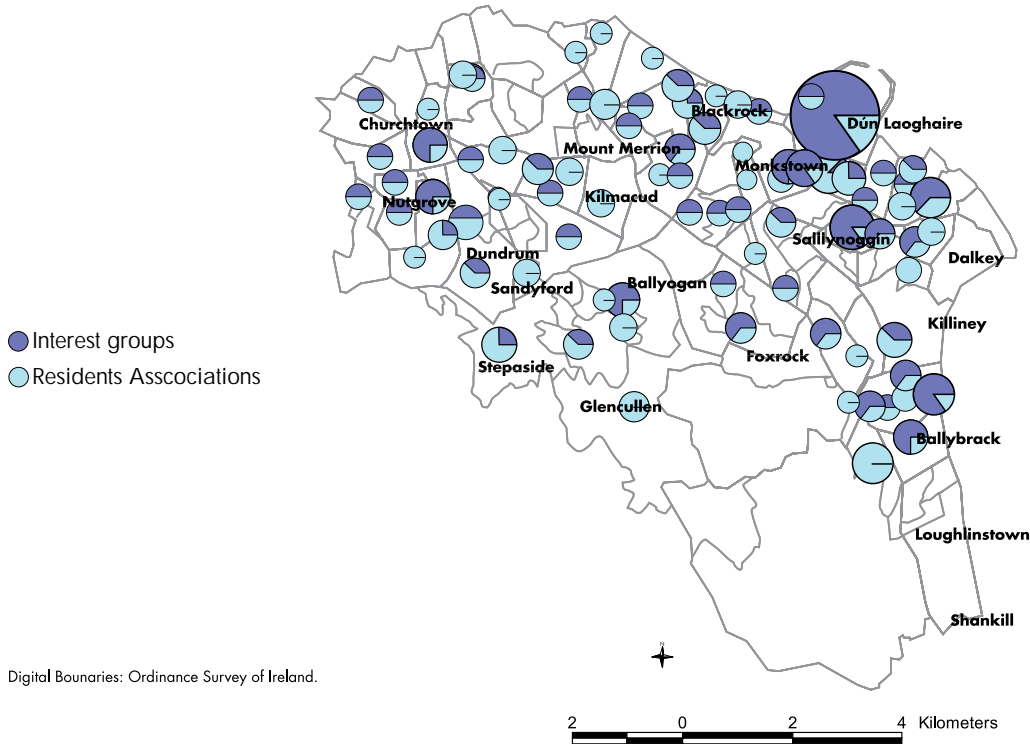 Blackrock
Dún Laoghaire
Churchtown
Mount Merrion
Monkstown
Nutgrove
Kilmacud
Salllynoggin
Dundrum
Dalkey
Sandyford
Ballyogan
Killiney
Interest groups
Residents Asscociations
Stepaside
Foxrock
Glencullen
Ballybrack
Loughlinstown
Shankill
N
Digital Bounaries: Ordinance Survey of Ireland.
2 0 2 4 Kilometers